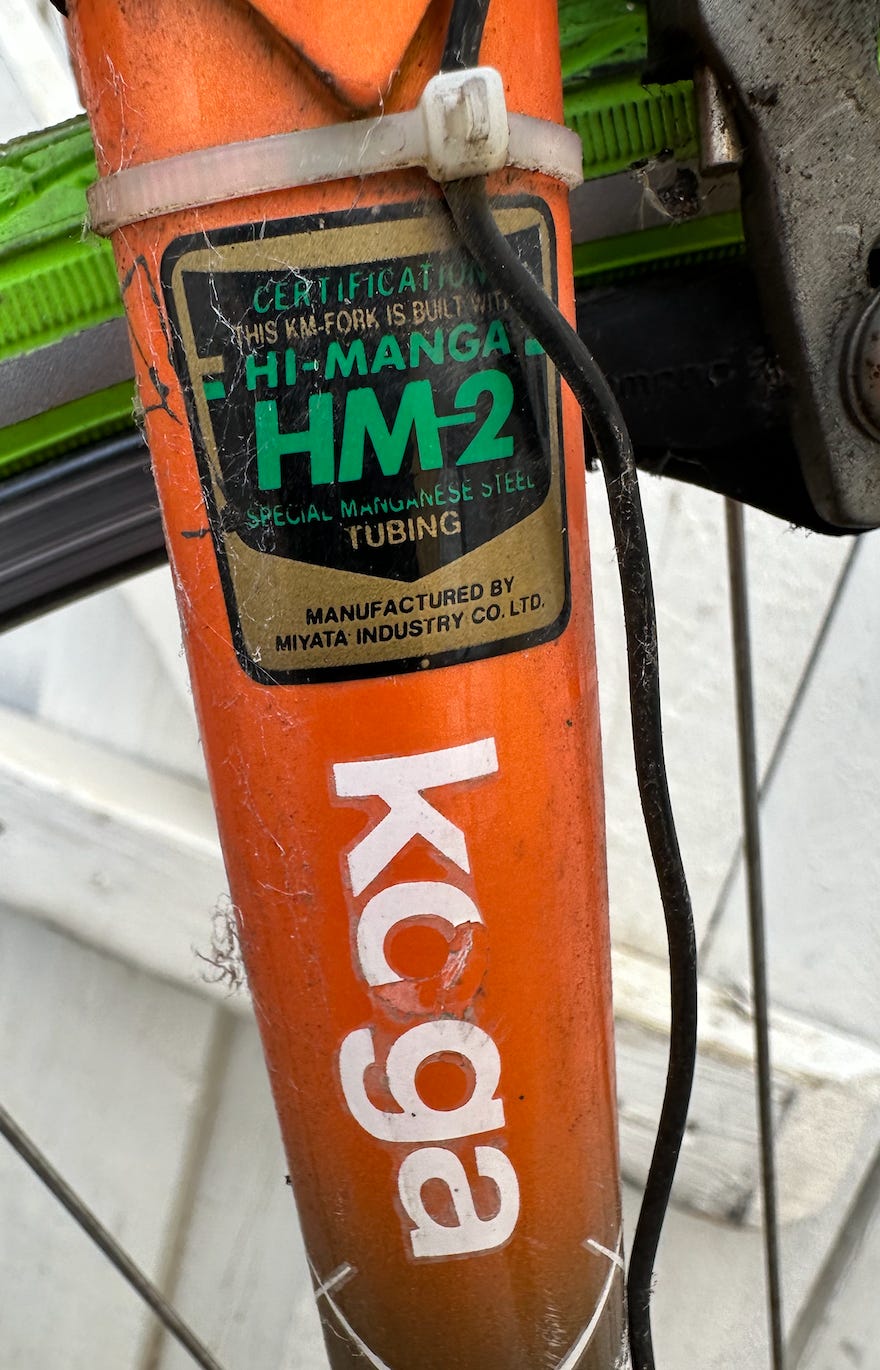 CERTIFICATION
THIS KM-FORK IS BUILT WITH
HI-MANGA
HM-2
SPECIAL MANGANESE STEEL
TUBING
MANUFACTURED BY
MIYATA INDUSTRY CO. LTD.
koga